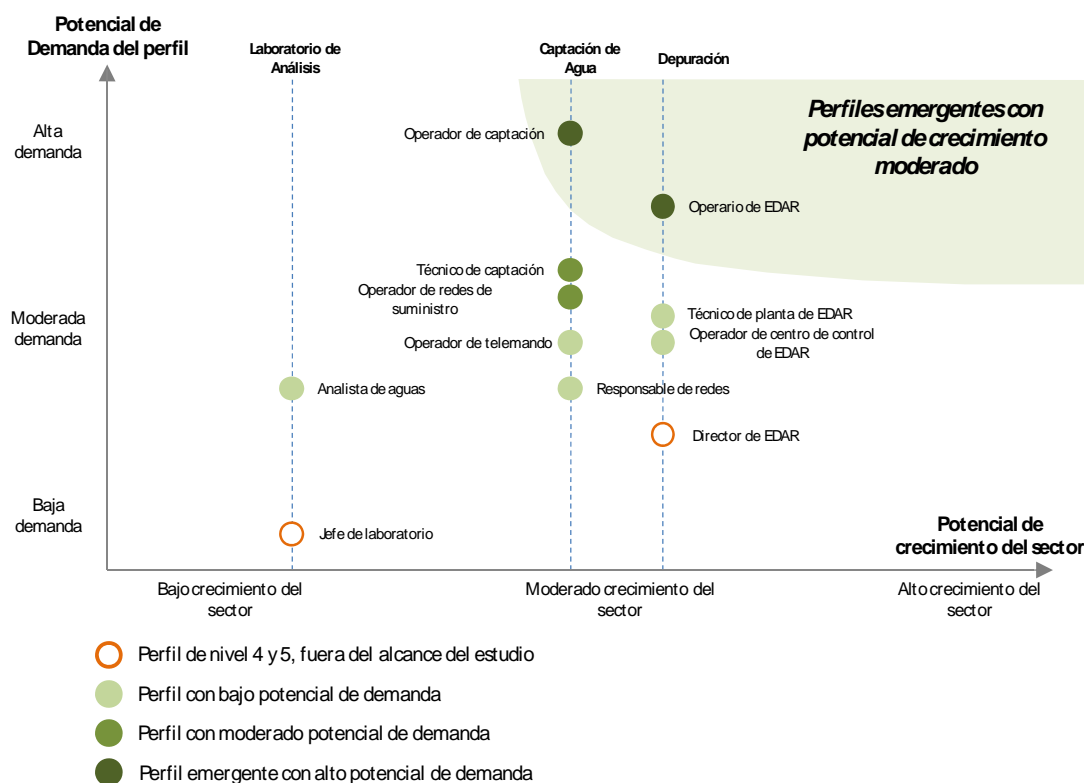 Potencial de
Demanda del perfil
Laboratorio de
Análisis
Captación de
Agua
Depuración
Perfiles emergentes con
potencial de crecimiento
moderado
Alta
demanda
Operador de captación
Operario de EDAR
Técnico de captación
Operador de redes de
suministro
Moderada
demanda
Técnico de planta de EDAR
Operador de telemando
Operador de centro de control
de EDAR
Analista de aguas
Responsable de redes
Director de EDAR
Baja
demanda
Jefe de laboratorio
Potencial de
crecimiento del sector
Bajo crecimiento del
sector
Moderado crecimiento del
sector
Alto crecimiento del
sector
Perfil de nivel 4 y 5, fuera del alcance del estudio
Perfil con bajo potencial de demanda
Perfil con moderado potencial de demanda
Perfil emergente con alto potencial de demanda